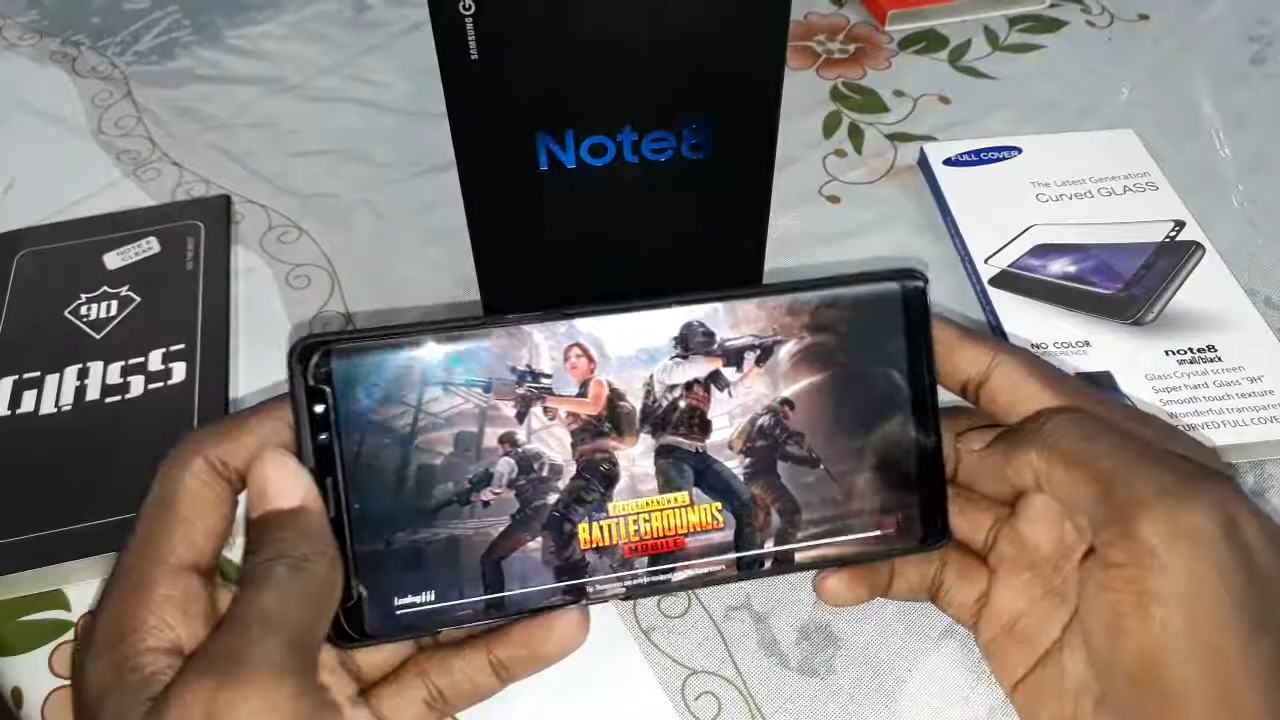 SAMSUNG
Note8
NOTE 8
CLEAR
9D
GLASS
FULL COVER
The Latest Generation
Curved GLASS
NO COLOR
note8
small/black
Glass Crystal screen
Super hard Glass "9H"
Smooth touch texture
Wonderful transpare
CURVED FULL COVE
PLAYERUNKNOWN'S
BATTLEGROUNDS
MOBILE
Loading